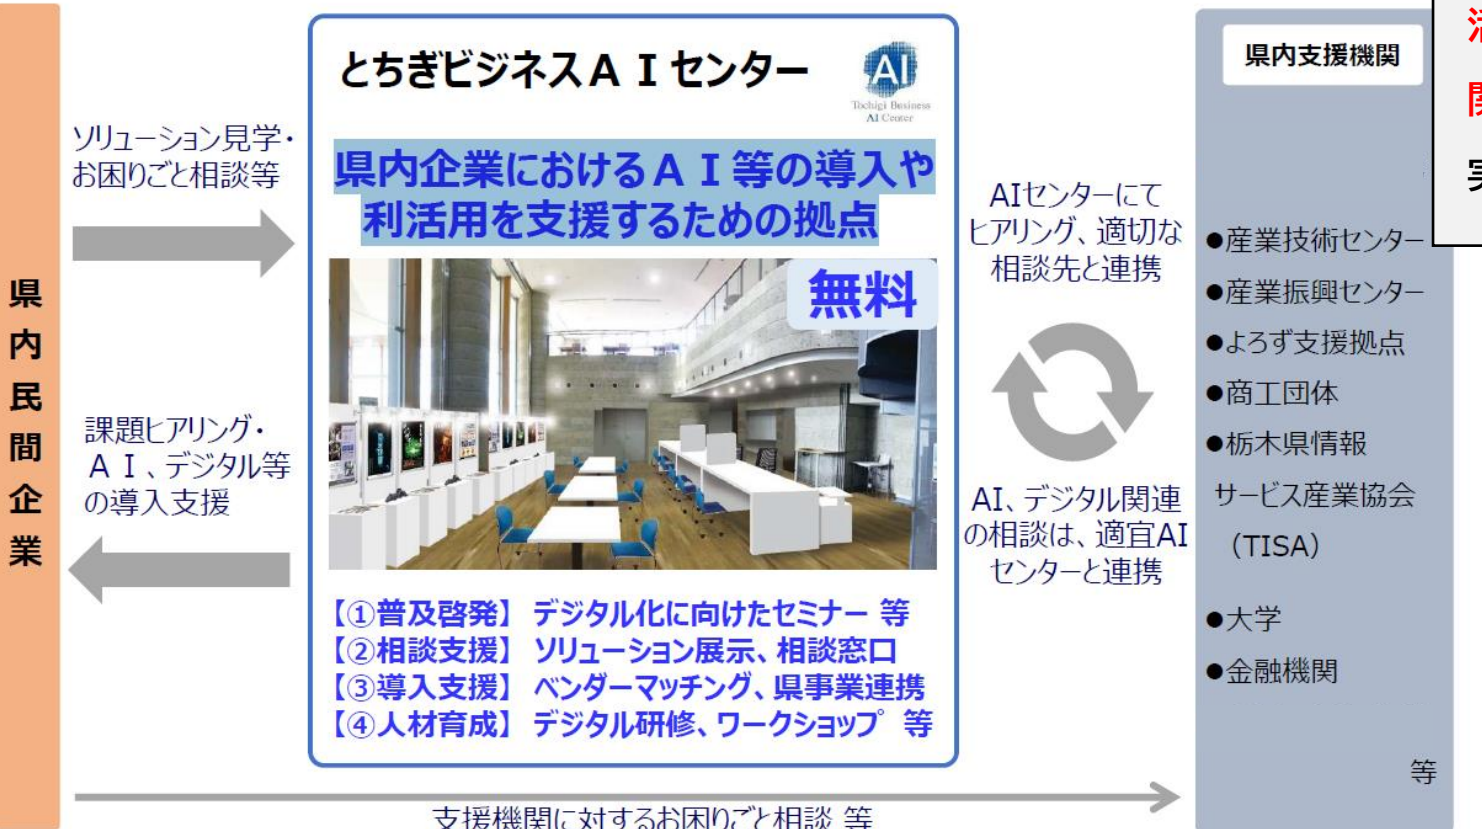 県内民間企業
ソリューション見学・
お困りごと相談等
課題ヒアリング・
ＡＩ、デジタル等
の導入支援
とちぎビジネスＡＩセンター
AI
Tochigi Business
AI Center
県内企業におけるＡＩ等の導入や
利活用を支援するための拠点
無料
【①普及啓発】 デジタル化に向けたセミナー 等
【②相談支援】 ソリューション展示、相談窓口
【③導入支援】 ベンダーマッチング、県事業連携
【④人材育成】 デジタル研修、ワークショップ 等
AIセンターにて
ヒアリング、適切な
相談先と連携
AI、デジタル関連
の相談は、適宜AI
センターと連携
県内支援機関
●産業技術センター
●産業振興センター
●よろず支援拠点
●商工団体
●栃木県情報
サービス産業協会
（TISA）
●大学
●金融機関
等
支援機関に対するお困りごと相談 等